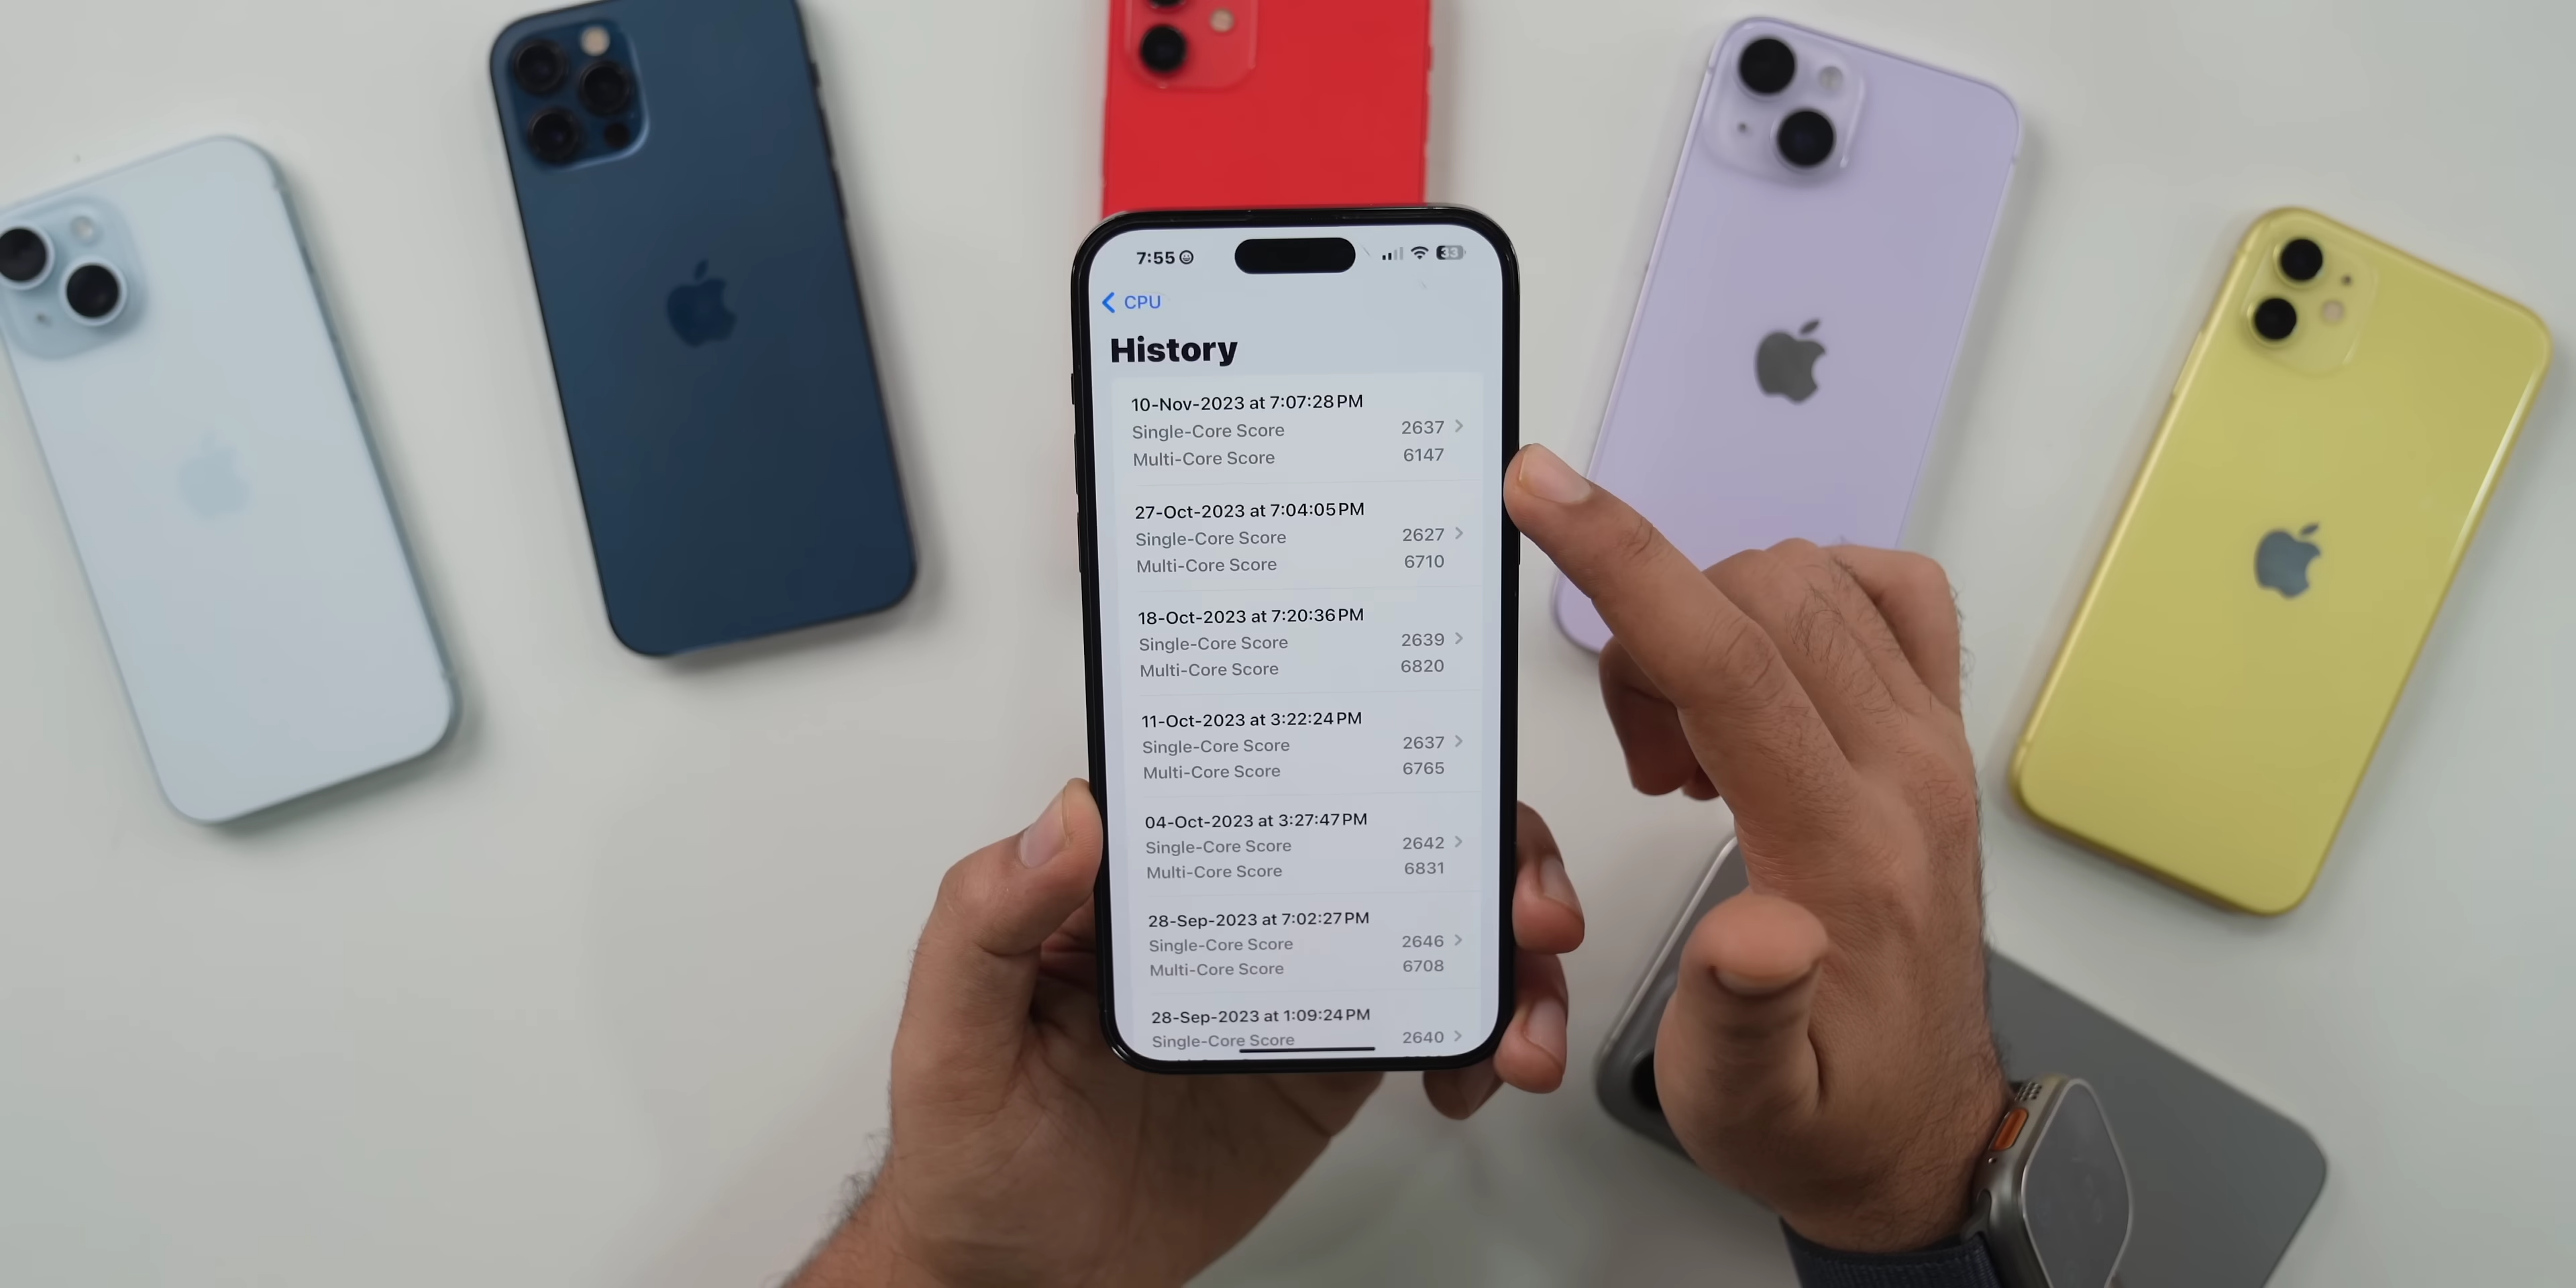 7:55
33
CPU
History
10-Nov-2023 at 7:07:28 PM
Single-Core Score 2637
Multi-Core Score 6147
27-Oct-2023 at 7:04:05 PM
Single-Core Score 2627
Multi-Core Score 6710
18-Oct-2023 at 7:20:36 PM
Single-Core Score 2639
Multi-Core Score 6820
11-Oct-2023 at 3:22:24 PM
Single-Core Score 2637
Multi-Core Score 6765
04-Oct-2023 at 3:27:47 PM
Single-Core Score 2642
Multi-Core Score 6831
28-Sep-2023 at 7:02:27 PM
Single-Core Score 2646
Multi-Core Score 6708
28-Sep-2023 at 1:09:24 PM
Single-Core Score 2640